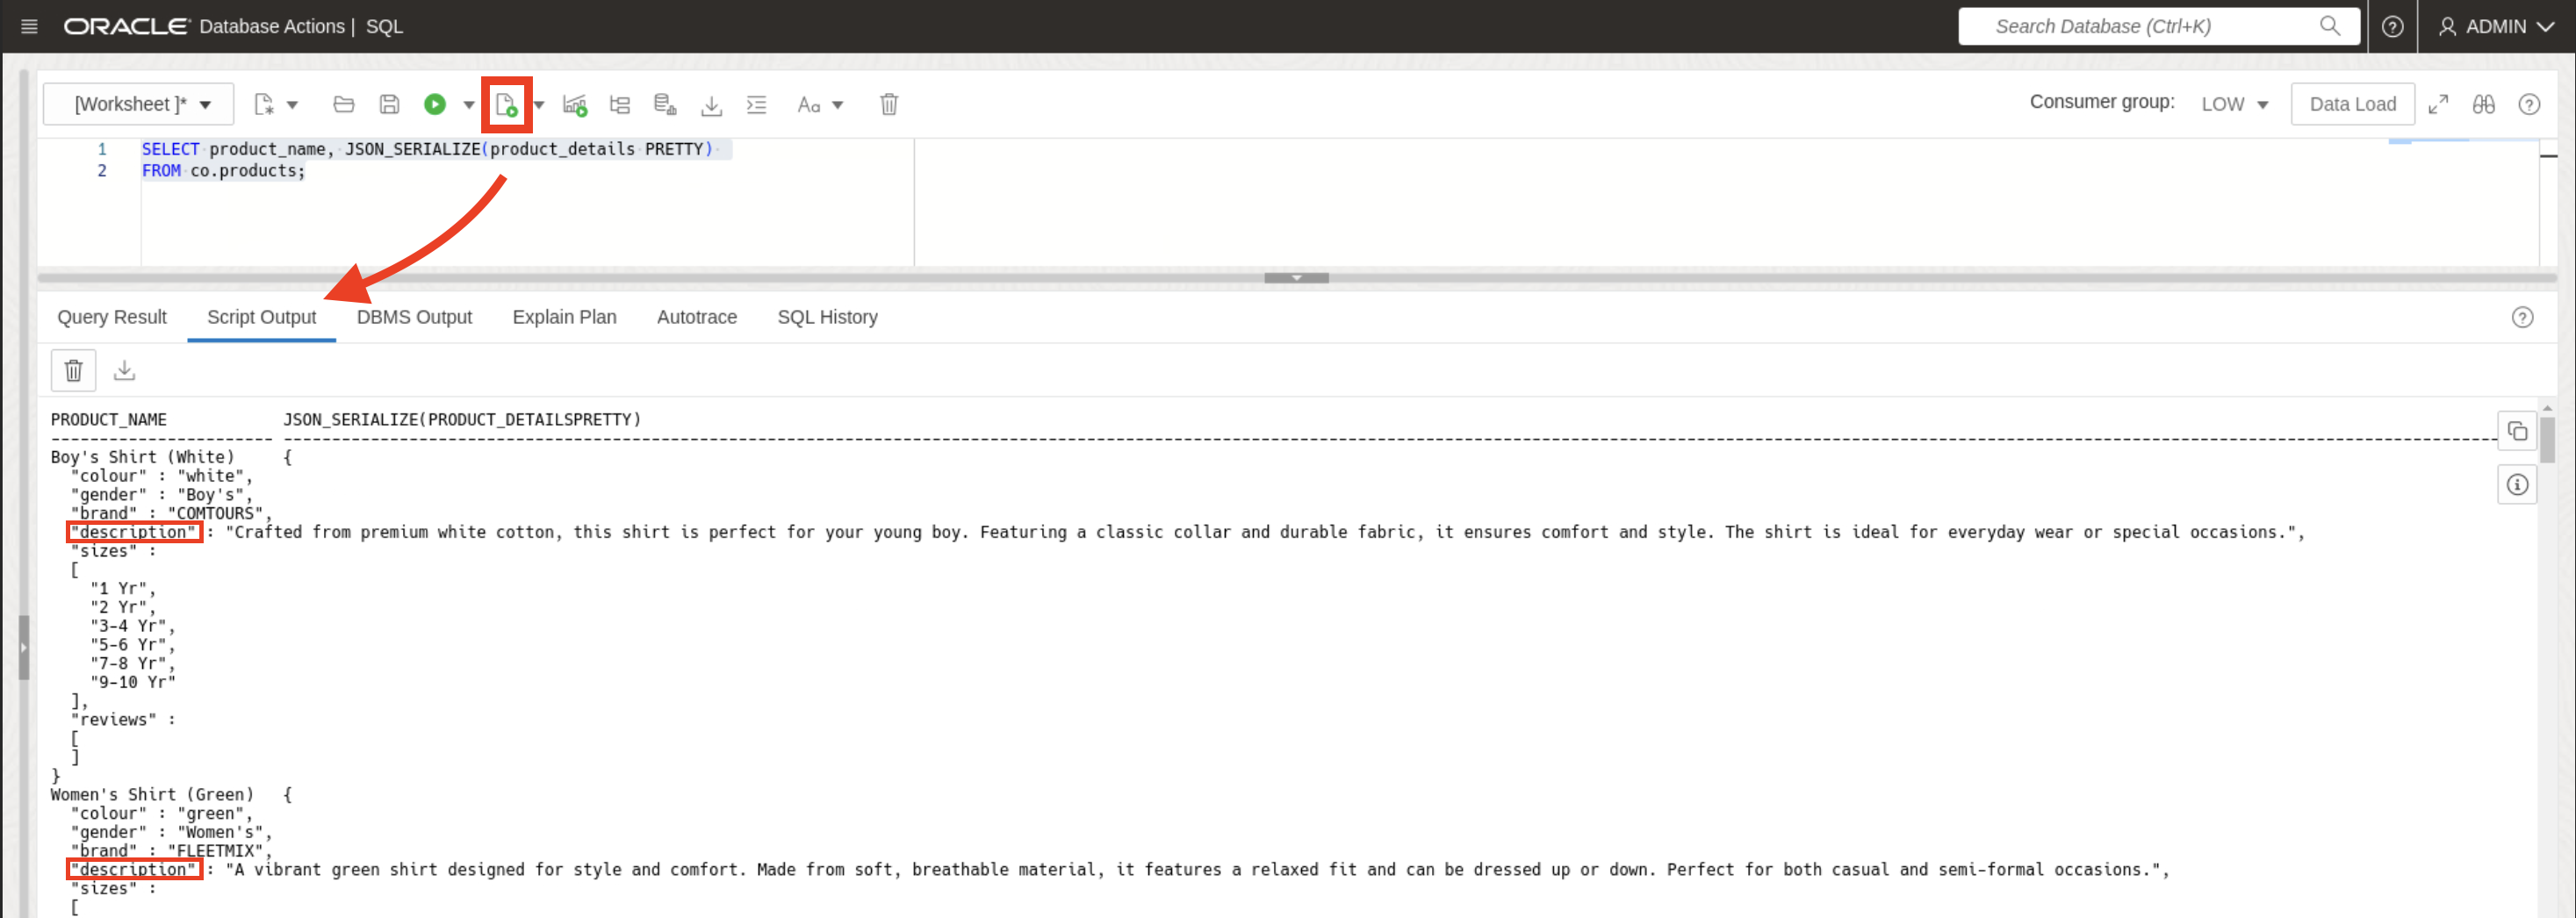 ORACLE Database Actions | SQL
Search Database (Ctrl+K)
ADMIN
[Worksheet ]*
Aa
Consumer group:
LOW
Data Load
1 SELECT product_name, JSON_SERIALIZE(product_details PRETTY)
2 FROM co.products;
Query Result
Script Output
DBMS Output
Explain Plan
Autotrace
SQL History
PRODUCT_NAME JSON_SERIALIZE(PRODUCT_DETAILSPRETTY)
Boy's Shirt (White) {
"colour" : "white",
"gender" : "Boy's",
"brand" : "COMTOURS",
"description" : "Crafted from premium white cotton, this shirt is perfect for your young boy. Featuring a classic collar and durable fabric, it ensures comfort and style. The shirt is ideal for everyday wear or special occasions.",
"sizes" :
[
"1 Yr",
"2 Yr",
"3-4 Yr",
"5-6 Yr",
"7-8 Yr",
"9-10 Yr"
],
"reviews" :
[
]
}
Women's Shirt (Green) {
"colour" : "green",
"gender" : "Women's",
"brand" : "FLEETMIX",
"description" : "A vibrant green shirt designed for style and comfort. Made from soft, breathable material, it features a relaxed fit and can be dressed up or down. Perfect for both casual and semi-formal occasions.",
"sizes" :
[